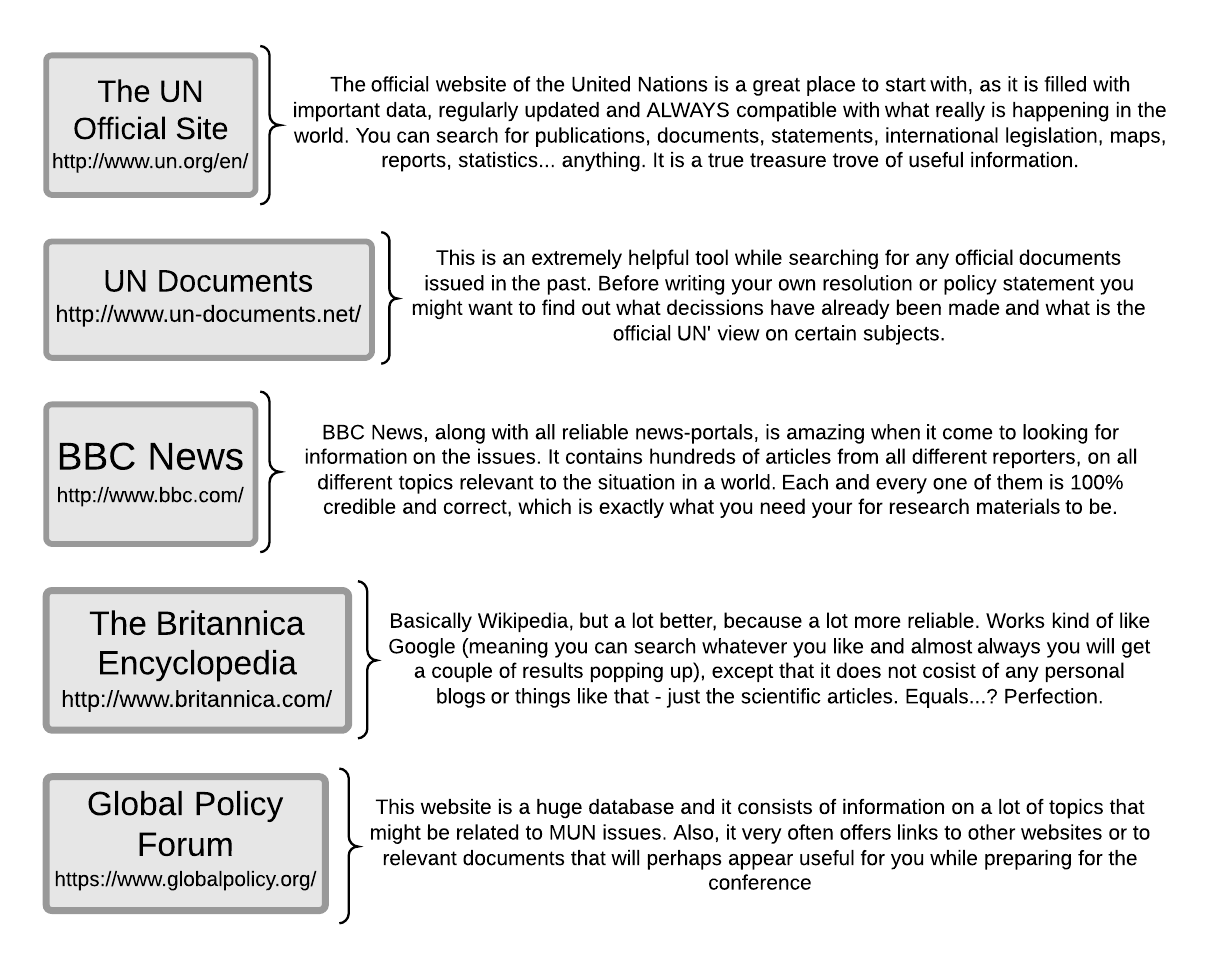 The UN
Official Site
http://www.un.org/en/
The official website of the United Nations is a great place to start with, as it is filled with
important data, regularly updated and ALWAYS compatible with what really is happening in the
world. You can search for publications, documents, statements, international legislation, maps,
reports, statistics... anything. It is a true treasure trove of useful information.
UN Documents
http://www.un-documents.net/
This is an extremely helpful tool while searching for any official documents
issued in the past. Before writing your own resolution or policy statement you
might want to find out what decissions have already been made and what is the
official UN' view on certain subjects.
BBC News
http://www.bbc.com/
BBC News, along with all reliable news-portals, is amazing when it come to looking for
information on the issues. It contains hundreds of articles from all different reporters, on all
different topics relevant to the situation in a world. Each and every one of them is 100%
credible and correct, which is exactly what you need your for research materials to be.
The Britannica
Encyclopedia
http://www.britannica.com/
Basically Wikipedia, but a lot better, because a lot more reliable. Works kind of like
Google (meaning you can search whatever you like and almost always you will get
a couple of results popping up), except that it does not cosist of any personal
blogs or things like that - just the scientific articles. Equals...? Perfection.
Global Policy
Forum
https://www.globalpolicy.org/
This website is a huge database and it consists of information on a lot of topics that
might be related to MUN issues. Also, it very often offers links to other websites or to
relevant documents that will perhaps appear useful for you while preparing for the
conference